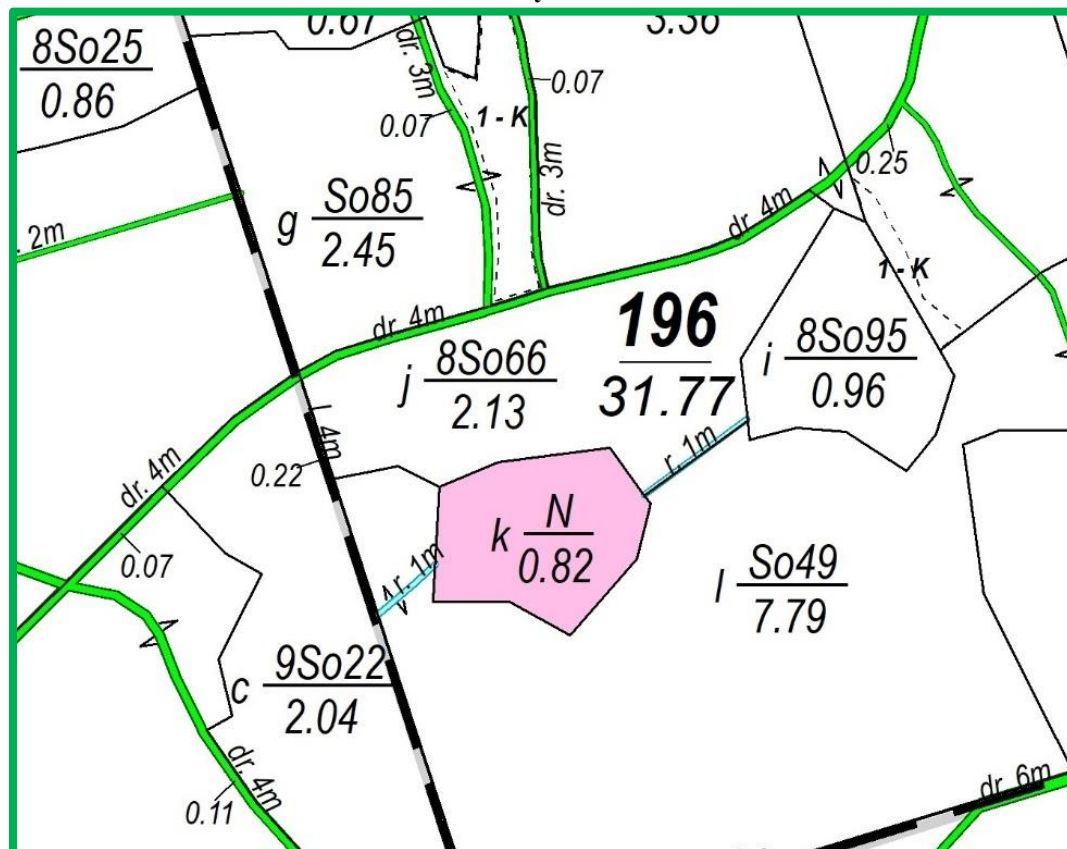 8So25
0.86
0.67
3.36
dr. 3m
0.07
1 - K
0.07
dr. 3m
0.25
. 2m
g So85
2.45
dr. 4m
1 - K
dr. 4m
196
31.77
j 8So66
2.13
i 8So95
0.96
l 4m
0.22
dr. 4m
0.07
r. 1m
k N
0.82
r. 1m
l So49
7.79
c 9So22
2.04
dr. 4m
0.11
dr. 6m